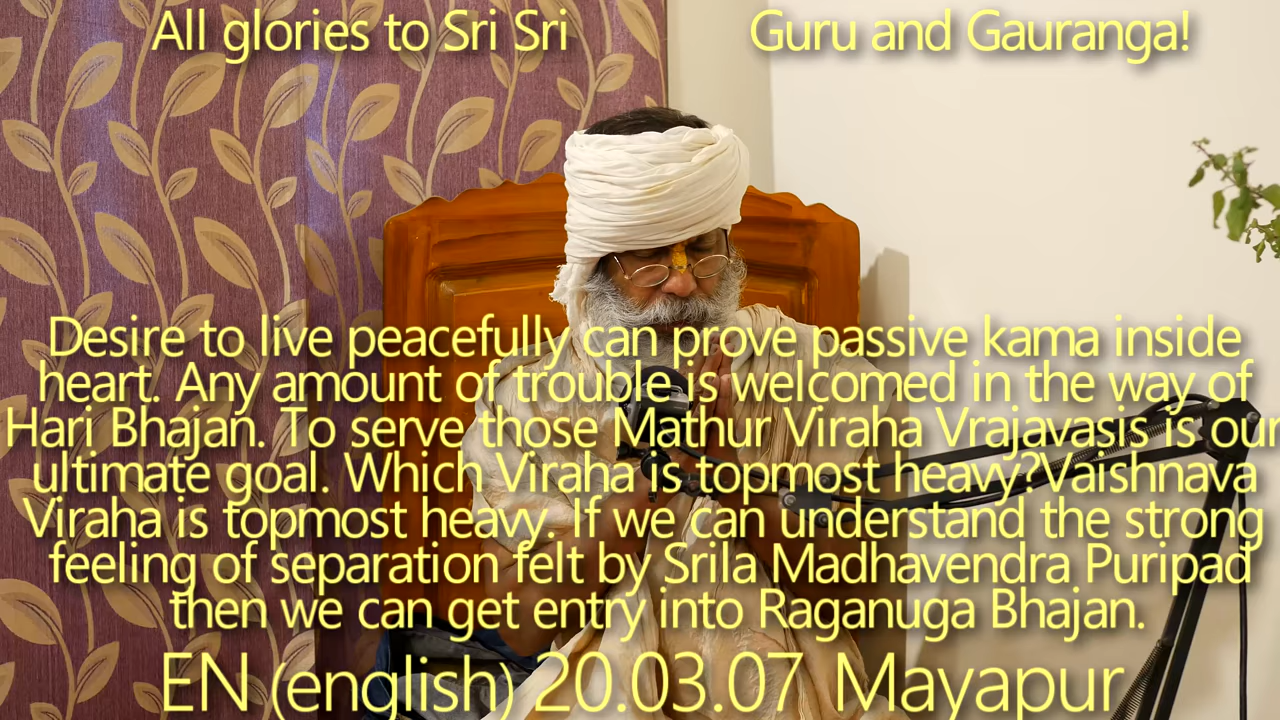 All glories to Sri Sri Guru and Gauranga!
Desire to live peacefully can prove passive kama inside
heart. Any amount of trouble is welcomed in the way of
Hari Bhajan. To serve those Mathur Viraha Vrajavasis is our
ultimate goal. Which Viraha is topmost heavy?Vaishnava
Viraha is topmost heavy. If we can understand the strong
feeling of separation felt by Srila Madhavendra Puripad
then we can get entry into Raganuga Bhajan.
EN (english) 20.03.07 Mayapur